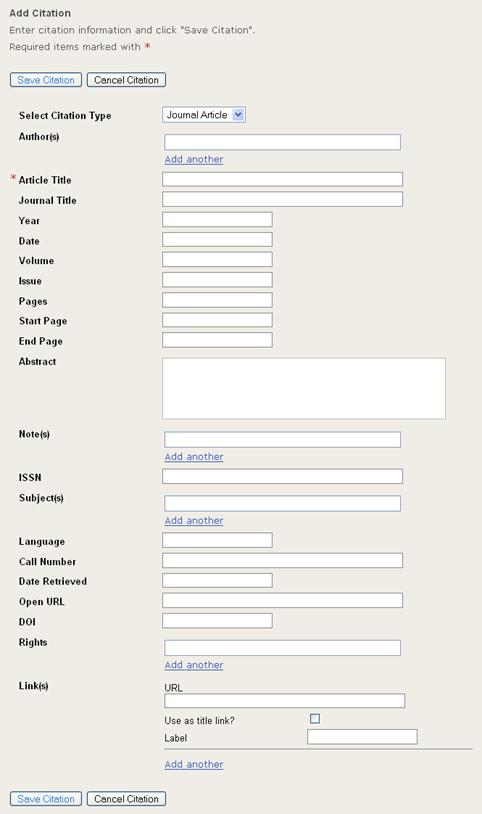 Add Citation
Enter citation information and click "Save Citation".
Required items marked with *
Save Citation Cancel Citation
Select Citation Type Journal Article
Author(s)
Add another
* Article Title
Journal Title
Year
Date
Volume
Issue
Pages
Start Page
End Page
Abstract
Note(s)
Add another
ISSN
Subject(s)
Add another
Language
Call Number
Date Retrieved
Open URL
DOI
Rights
Add another
Link(s) URL
Use as title link?
Label
Add another
Save Citation Cancel Citation